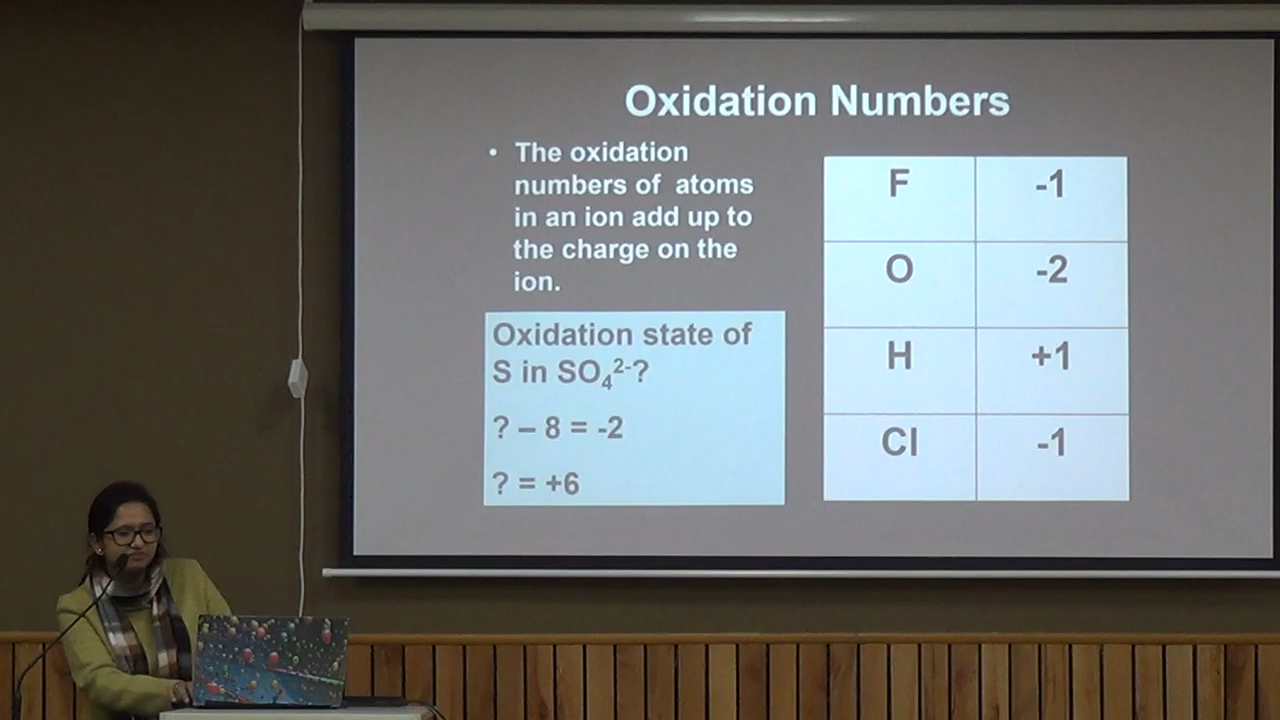 Oxidation Numbers
• The oxidation
numbers of atoms
in an ion add up to
the charge on the
ion.
Oxidation state of
S in SO₄²⁻?
? – 8 = -2
? = +6
F -1
O -2
H +1
Cl -1